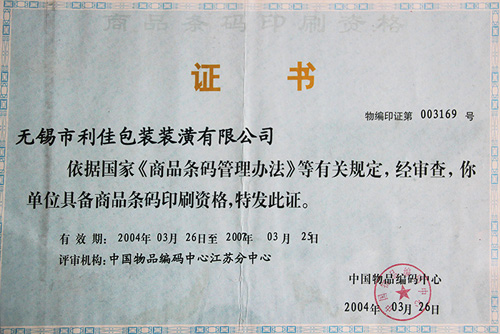 商品条码印刷资格
证书
物编印证第 003169 号
无锡市利佳包装装潢有限公司
依据国家《商品条码管理办法》等有关规定,经审查,你
单位具备商品条码印刷资格,特发此证。
有效期:2004年 03月 26日至 2007年 03月 25日
评审机构:中国物品编码中心江苏分中心
中国物品编码中心
2004年 03月 26日